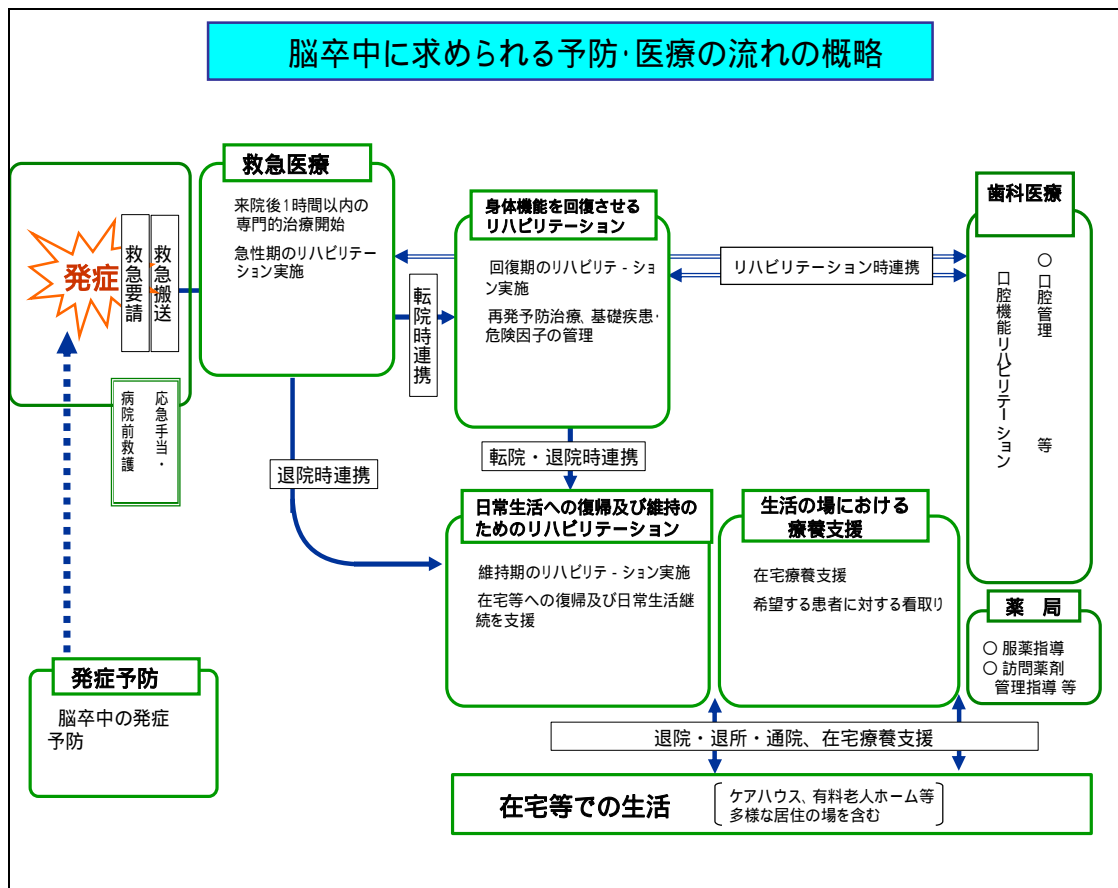 脳卒中に求められる予防・医療の流れの概略
発症
救急要請
救急搬送
応急手当・
病院前救護
救急医療
来院後1時間以内の
専門的治療開始
急性期のリハビリテー
ション実施
転院時連携
身体機能を回復させる
リハビリテーション
回復期のリハビリテ-ショ
ン実施
再発予防治療、基礎疾患・
危険因子の管理
リハビリテーション時連携
歯科医療
○口腔管理 等
口腔機能リハビリテーション
退院時連携
転院・退院時連携
日常生活への復帰及び維持の
ためのリハビリテーション
維持期のリハビリテ-ション実施
在宅等への復帰及び日常生活継
続を支援
生活の場における
療養支援
在宅療養支援
希望する患者に対する看取り
薬 局
○ 服薬指導
○ 訪問薬剤
管理指導 等
発症予防
脳卒中の発症
予防
退院・退所・通院、在宅療養支援
在宅等での生活
ケアハウス、有料老人ホーム等
多様な居住の場を含む